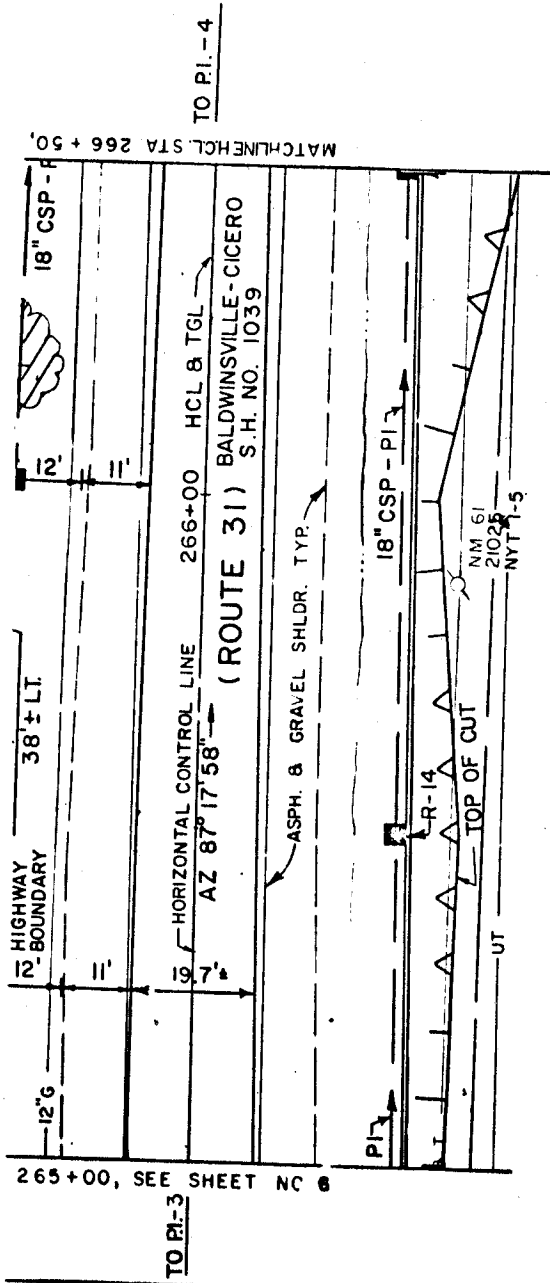 TO P.I.-4
MATCHLINE HCL. STA 266 + 50,
18" CSP -
12'
11'
38' ± LT.
HIGHWAY
BOUNDARY
12'
11'
12"G
19.7'±
HORIZONTAL CONTROL LINE
266+00
HCL & TGL
AZ 87° 17' 58"
(ROUTE 31)
BALDWINSVILLE - CICERO
S.H. NO. 1039
ASPH. & GRAVEL SHLDR. TYP.
18" CSP - P1
P1
R-14
TOP OF CUT
NM 61
21025
NYT 1-5
UT
265+00, SEE SHEET NO 6
TO P.I.-3